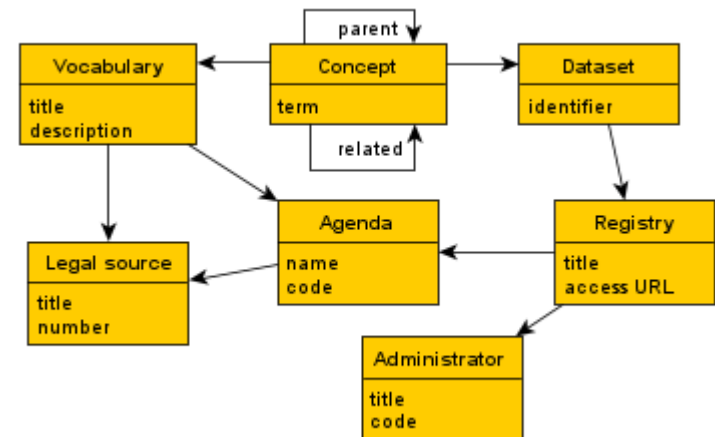 parent
Vocabulary
title
description
Concept
term
Dataset
identifier
related
Agenda
name
code
Registry
title
access URL
Legal source
title
number
Administrator
title
code